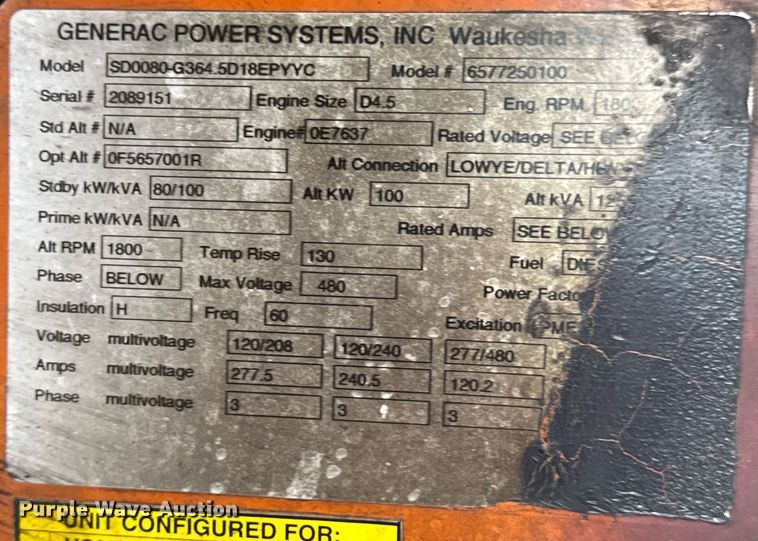 GENERAC POWER SYSTEMS, INC Waukesha
Model SD0080-G364.5D18EPYYC Model # 6577250100
Serial # 2089151 Engine Size D4.5 Eng. RPM
Std Alt # N/A Engine# 0E7637 Rated Voltage SEE
Opt Alt # 0F5657001R Alt Connection LOWYE/DELTA/
Stdby kW/kVA 80/100 Alt KW 100 Alt kVA
Prime kW/kVA N/A Rated Amps SEE BELOW
Alt RPM 1800 Temp Rise 130 Fuel
Phase BELOW Max Voltage 480 Power
Insulation H Freq 60 Excitation PME
Voltage multivoltage 120/208 120/240 277/480
Amps multivoltage 277.5 240.5 120.2
Phase multivoltage 3 3 3
Purple Wave Auction
UNIT CONFIGURED FOR: